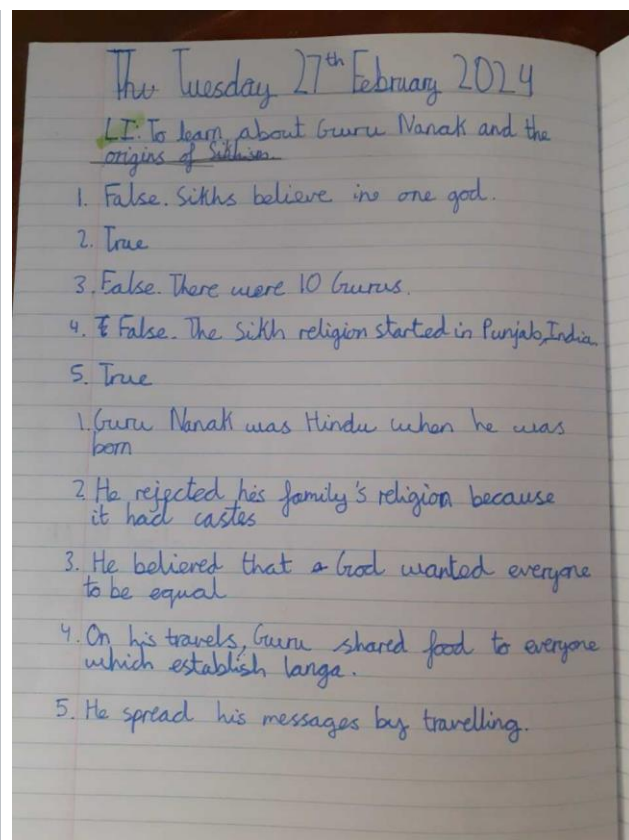 Thu Tuesday 27th February 2024
LI: To learn about Guru Nanak and the
origins of Sikhism.
1. False. Sikhs believe in one god.
2. True
3. False. There were 10 Gurus.
4. False. The Sikh religion started in Punjab, India.
5. True
1. Guru Nanak was Hindu when he was
born
2. He rejected his family's religion because
it had castes
3. He believed that a God wanted everyone
to be equal
4. On his travels, Guru shared food to everyone
which establish langa.
5. He spread his messages by travelling.